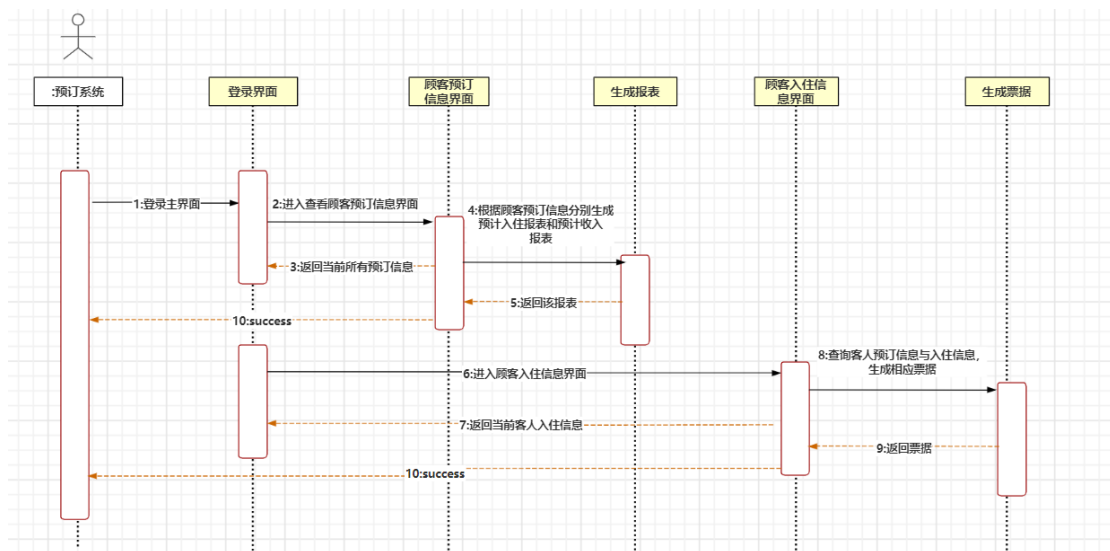 :预订系统
登录界面
顾客预订
信息界面
生成报表
顾客入住信
息界面
生成票据
1:登录主界面
2:进入查看顾客预订信息界面
4:根据顾客预订信息分别生成
预计入住报表和预计收入
报表
3:返回当前所有预订信息
5:返回该报表
10:success
8:查询客人预订信息与入住信息,
生成相应票据
6:进入顾客入住信息界面
7:返回当前客人入住信息
9:返回票据
10:success